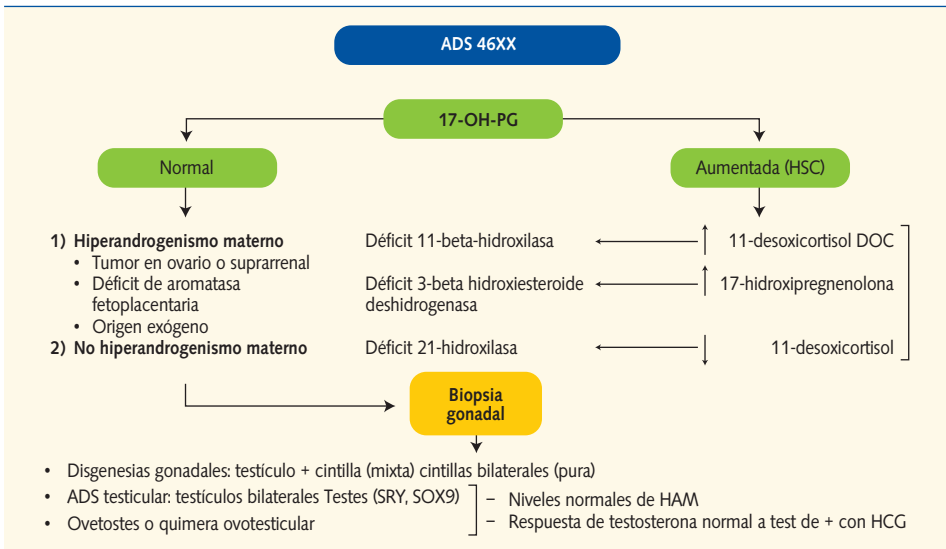 ADS 46XX
17-OH-PG
Normal
Aumentada (HSC)
1) Hiperandrogenismo materno
• Tumor en ovario o suprarrenal
• Déficit de aromatasa
fetoplacentaria
• Origen exógeno
2) No hiperandrogenismo materno
Déficit 11-beta-hidroxilasa
11-desoxicortisol DOC
Déficit 3-beta hidroxiesteroide
deshidrogenasa
17-hidroxipregnenolona
Déficit 21-hidroxilasa
11-desoxicortisol
Biopsia
gonadal
• Disgenesias gonadales: testículo + cintilla (mixta) cintillas bilaterales (pura)
• ADS testicular: testículos bilaterales Testes (SRY, SOX9)
• Ovetostes o quimera ovotesticular
– Niveles normales de HAM
– Respuesta de testosterona normal a test de + con HCG